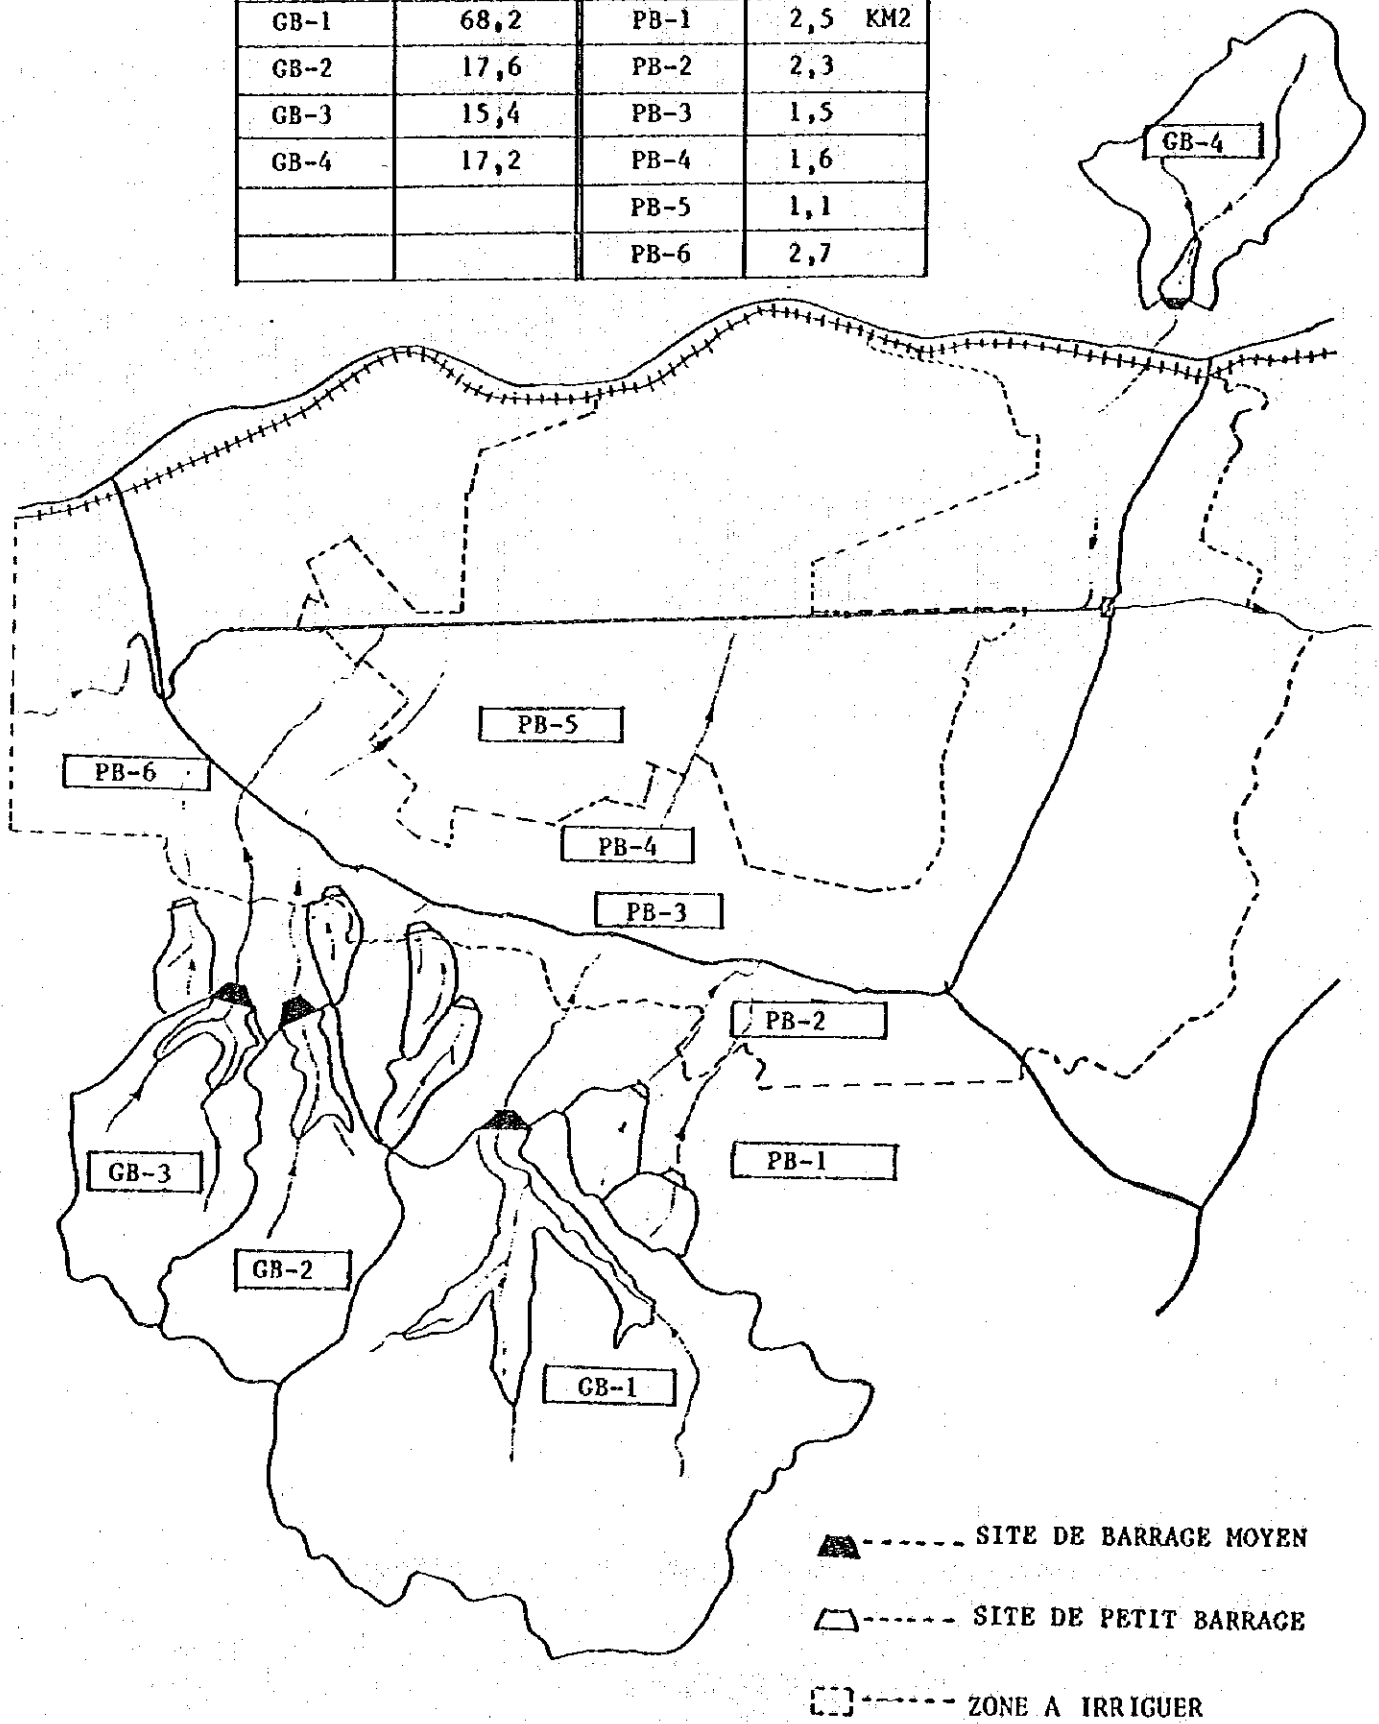 GB-1 68,2 PB-1 2,5 KM2
GB-2 17,6 PB-2 2,3
GB-3 15,4 PB-3 1,5
GB-4 17,2 PB-4 1,6
PB-5 1,1
PB-6 2,7
GB-4
PB-5
PB-6
PB-4
PB-3
PB-2
PB-1
GB-3
GB-2
GB-1
SITE DE BARRAGE MOYEN
SITE DE PETIT BARRAGE
ZONE A IRRIGUER